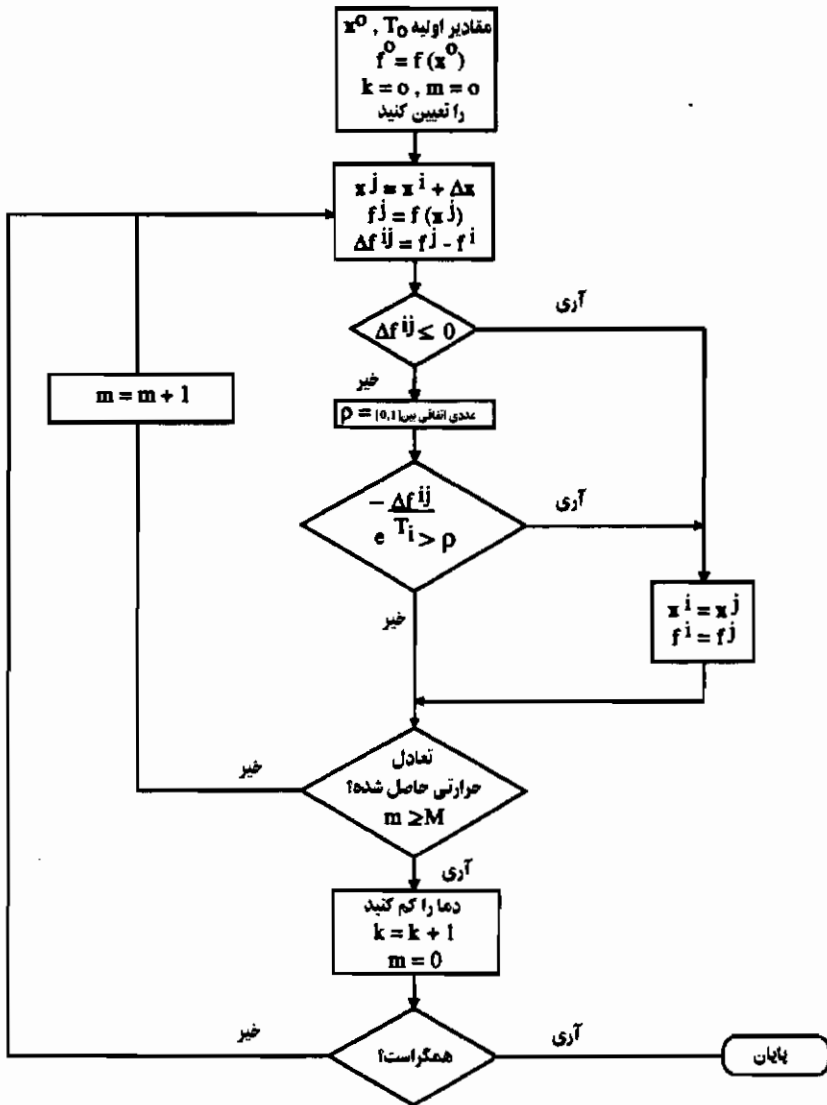 مقادیر اولیه x⁰ , T₀
f⁰ = f (x⁰)
k = 0 , m = 0
را تعیین کنید
xʲ = xⁱ + Δx
fʲ = f (xʲ)
Δfⁱʲ = fʲ - fⁱ
Δfⁱʲ ≤ 0
آری
خیر
m = m + 1
ρ = عددی اتفاقی بین [0,1]
e^(-Δfⁱʲ/Tᵢ) > ρ
آری
خیر
xⁱ = xʲ
fⁱ = fʲ
تعادل
حرارتی حاصل شده؟
m ≥ M
خیر
آری
دما را کم کنید
k = k + 1
m = 0
همگراست؟
خیر
آری
پایان